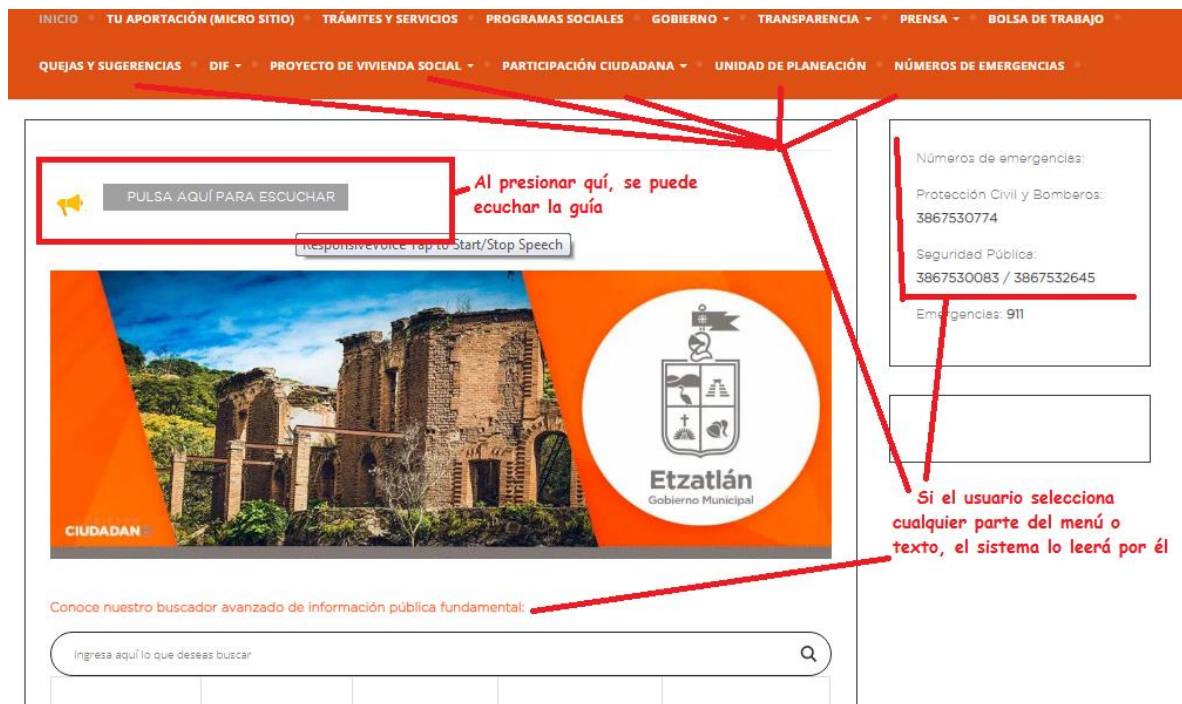 INICIO TU APORTACIÓN (MICRO SITIO) TRÁMITES Y SERVICIOS PROGRAMAS SOCIALES GOBIERNO TRANSPARENCIA PRENSA BOLSA DE TRABAJO
QUEJAS Y SUGERENCIAS DIF PROYECTO DE VIVIENDA SOCIAL PARTICIPACIÓN CIUDADANA UNIDAD DE PLANEACIÓN NÚMEROS DE EMERGENCIAS
PULSA AQUÍ PARA ESCUCHAR
Al presionar quí, se puede
ecuchar la guía
ResponsiveVoice Tap to Start/Stop Speech
Números de emergencias:
Protección Civil y Bomberos:
3867530774
Seguridad Pública:
3867530083 / 3867532645
Emergencias: 911
Etzatlán
Gobierno Municipal
CIUDADAN
Si el usuario selecciona
cualquier parte del menú o
texto, el sistema lo leerá por él
Conoce nuestro buscador avanzado de información pública fundamental:
Ingresa aquí lo que deseas buscar